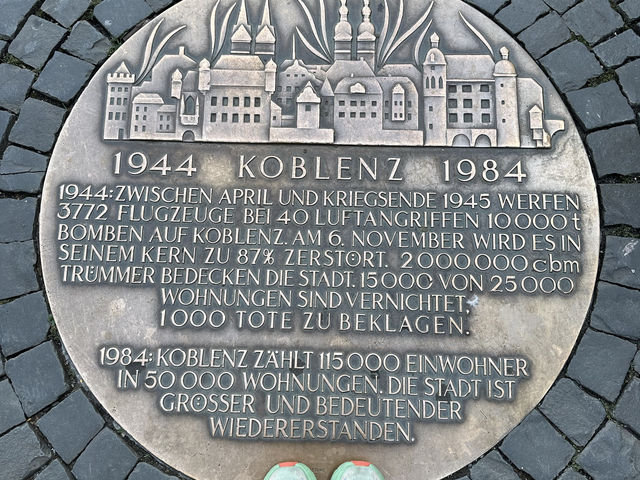 1944 KOBLENZ 1984
1944: ZWISCHEN APRIL UND KRIEGSENDE 1945 WERFEN
3772 FLUGZEUGE BEI 40 LUFTANGRIFFEN 10000t
BOMBEN AUF KOBLENZ. AM 6. NOVEMBER WIRD ES IN
SEINEM KERN ZU 87% ZERSTÖRT. 2000000 cbm
TRÜMMER BEDECKEN DIE STADT. 15000 VON 25000
WOHNUNGEN SIND VERNICHTET,
1000 TOTE ZU BEKLAGEN.
1984: KOBLENZ ZÄHLT 115000 EINWOHNER
IN 50000 WOHNUNGEN. DIE STADT IST
GRÖSSER UND BEDEUTENDER
WIEDERERSTANDEN.